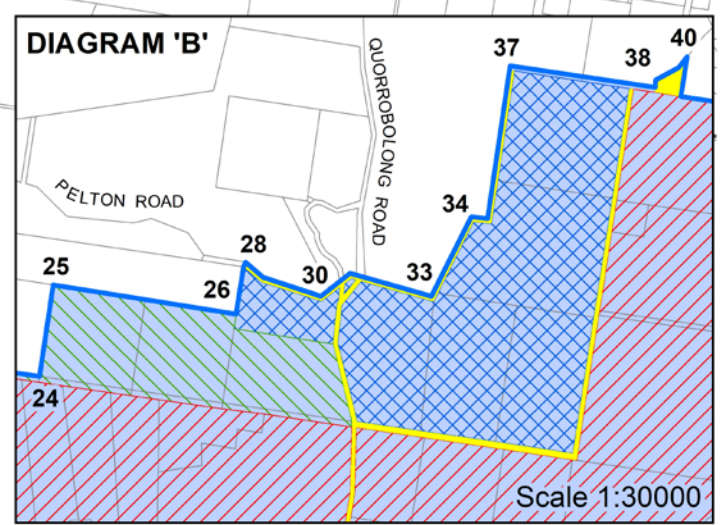 DIAGRAM 'B'
37
38
40
QUORROBOLONG ROAD
PELTON ROAD
34
28
25
30
33
26
24
Scale 1:30000